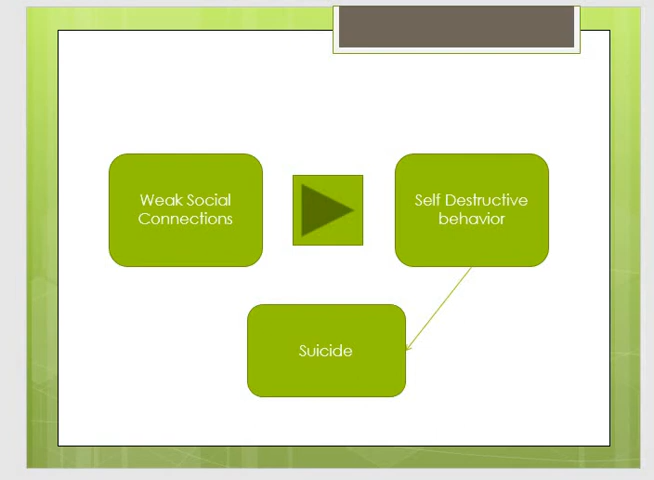 Weak Social
Connections
Self Destructive
behavior
Suicide